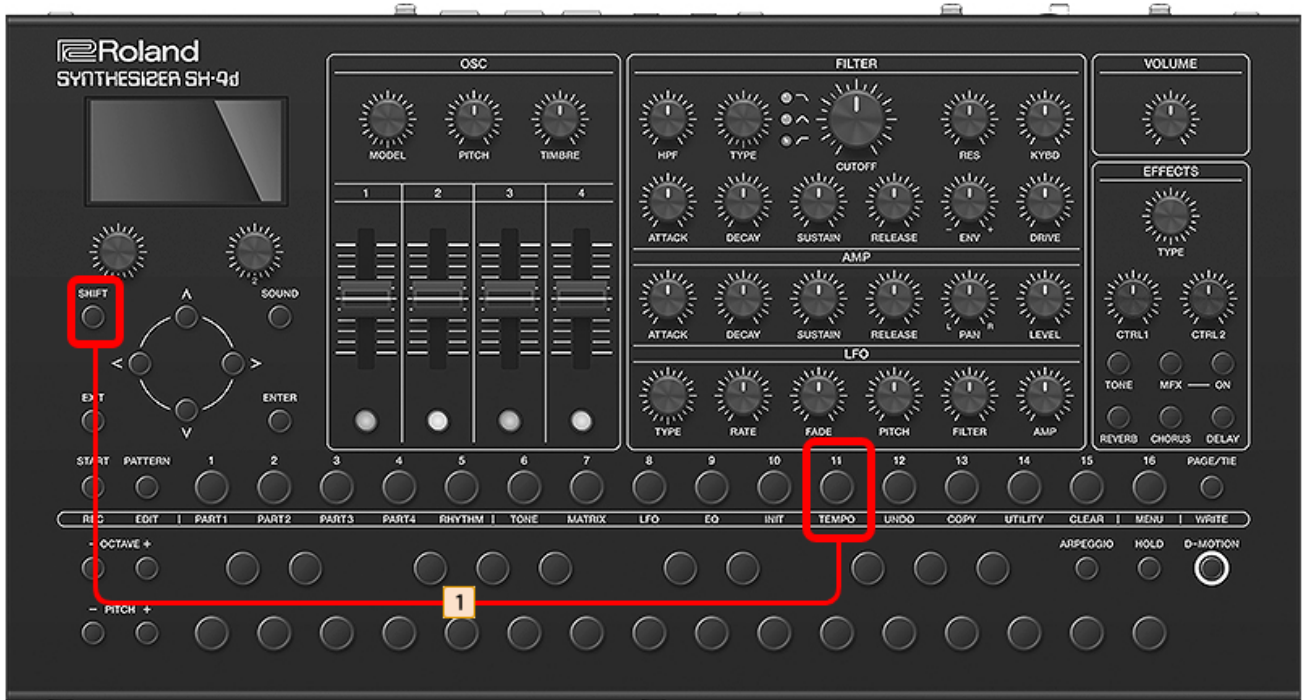 Roland
SYNTHESIZER SH-4d
OSC
FILTER
VOLUME
MODEL PITCH TIMBRE
HPF TYPE CUTOFF RES KYBD
EFFECTS
1 2 3 4
ATTACK DECAY SUSTAIN RELEASE - ENV + DRIVE
TYPE
AMP
2
SHIFT SOUND
ATTACK DECAY SUSTAIN RELEASE L PAN R LEVEL
CTRL1 CTRL2
LFO
TONE MFX ON
EXIT ENTER
TYPE RATE FADE PITCH FILTER AMP
REVERB CHORUS DELAY
START PATTERN 1 2 3 4 5 6 7 8 9 10 11 12 13 14 15 16 PAGE/TIE
REC EDIT | PART1 PART2 PART3 PART4 RHYTHM | TONE MATRIX LFO EQ INIT TEMPO UNDO COPY UTILITY CLEAR | MENU | WRITE
- OCTAVE + ARPEGGIO HOLD D-MOTION
1
- PITCH +